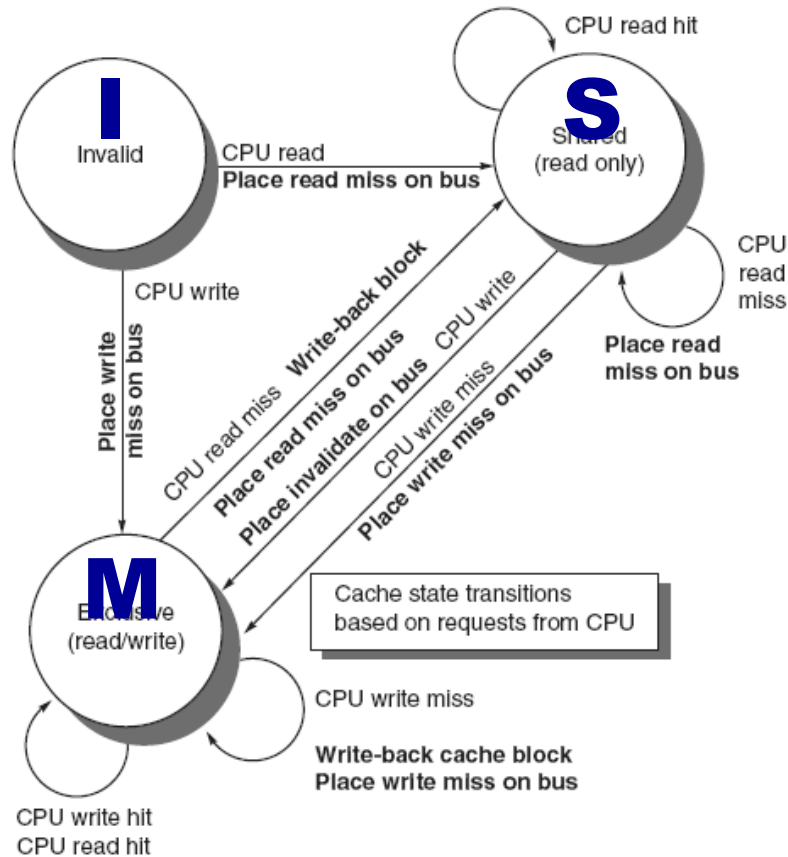 CPU read hit
I
Invalid
S
Shared
(read only)
CPU read
Place read miss on bus
CPU
read
miss
Place read
miss on bus
CPU write
Place write
miss on bus
CPU read miss Write-back block
Place read miss on bus
Place invalidate on bus CPU write
CPU write miss
Place write miss on bus
M
Exclusive
(read/write)
Cache state transitions
based on requests from CPU
CPU write miss
Write-back cache block
Place write miss on bus
CPU write hit
CPU read hit